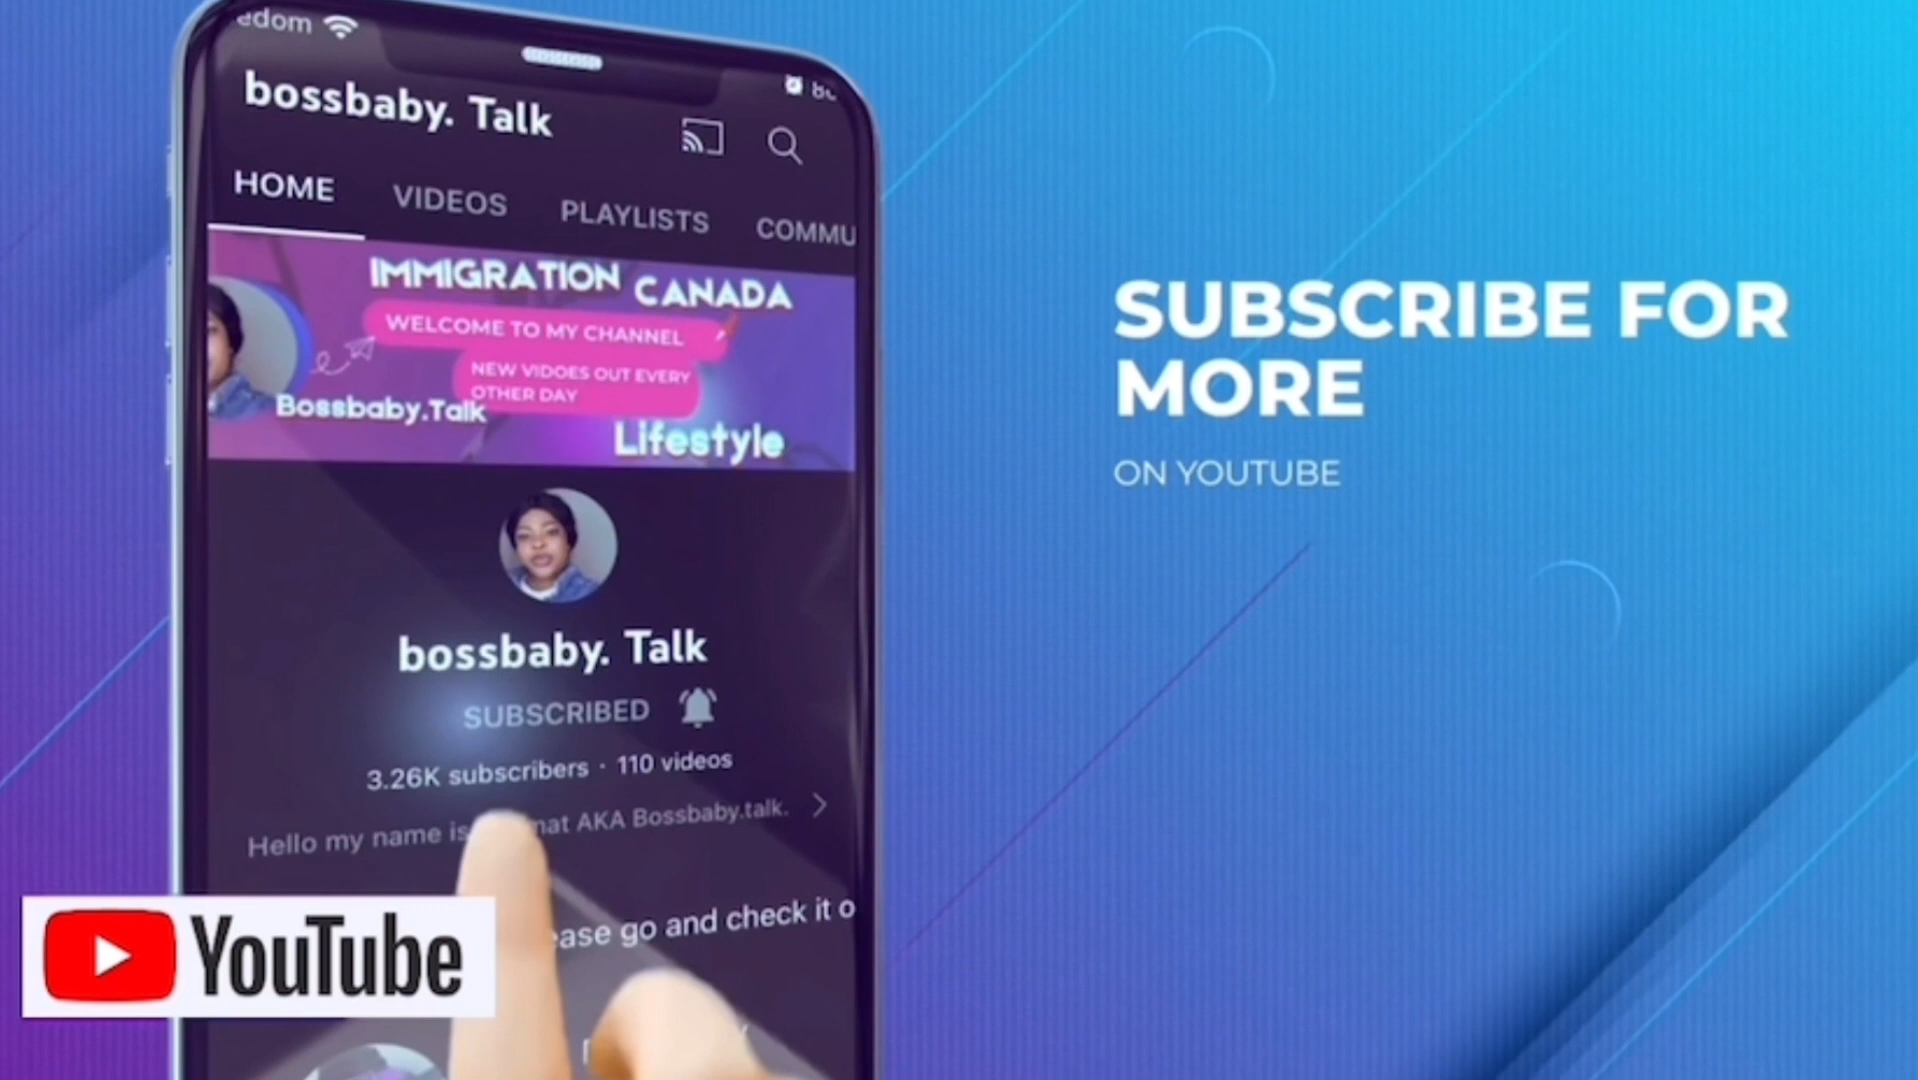 bossbaby. Talk
HOME VIDEOS PLAYLISTS
IMMIGRATION CANADA
WELCOME TO MY CHANNEL
NEW VIDOES OUT EVERY
OTHER DAY
Bossbaby.Talk
Lifestyle
bossbaby. Talk
SUBSCRIBED
3.26K subscribers · 110 videos
Hello my name is AKA Bossbaby.talk.
go and check it
YouTube
SUBSCRIBE FOR
MORE
ON YOUTUBE